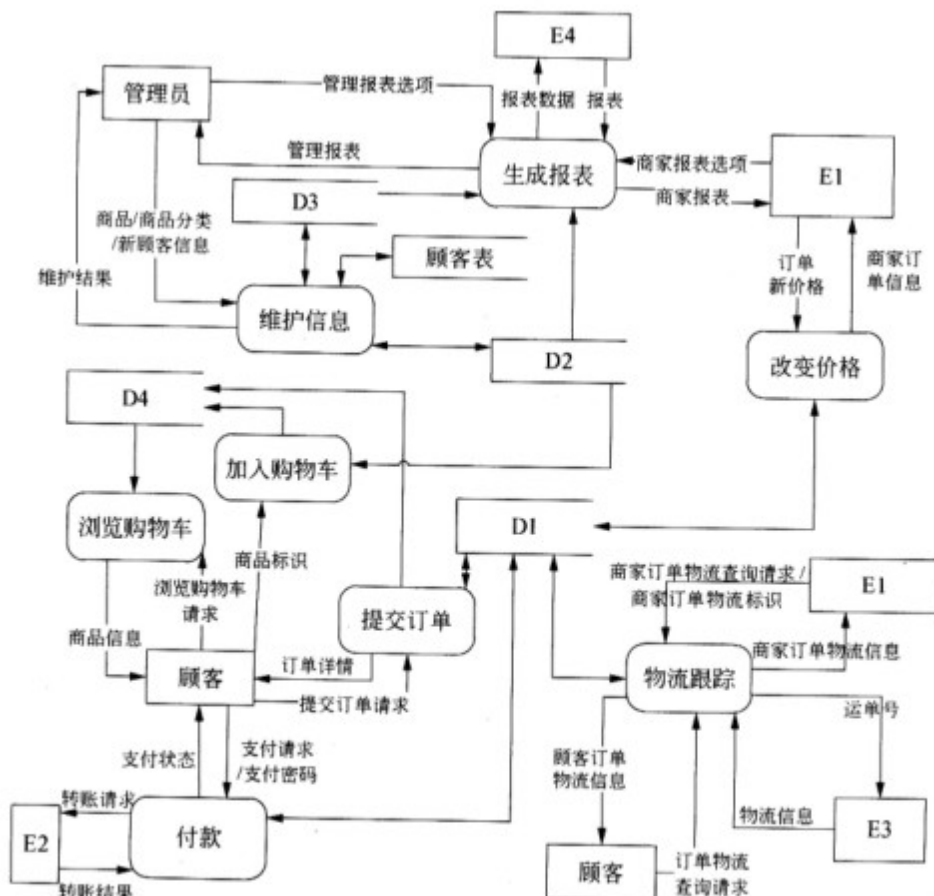 E4
管理员
管理报表选项
报表数据
报表
管理报表
生成报表
商家报表选项
E1
商家报表
D3
商品/商品分类
/新顾客信息
顾客表
维护结果
订单
新价格
商家订
单信息
维护信息
D2
改变价格
D4
加入购物车
浏览购物车
D1
商品标识
浏览购物车
请求
商家订单物流查询请求/
商家订单物流标识
E1
提交订单
商品信息
订单详情
商家订单物流信息
顾客
物流跟踪
提交订单请求
运单号
支付状态
支付请求
/支付密码
顾客订单
物流信息
转账请求
物流信息
E2
付款
E3
顾客
订单物流
查询请求
转账结果